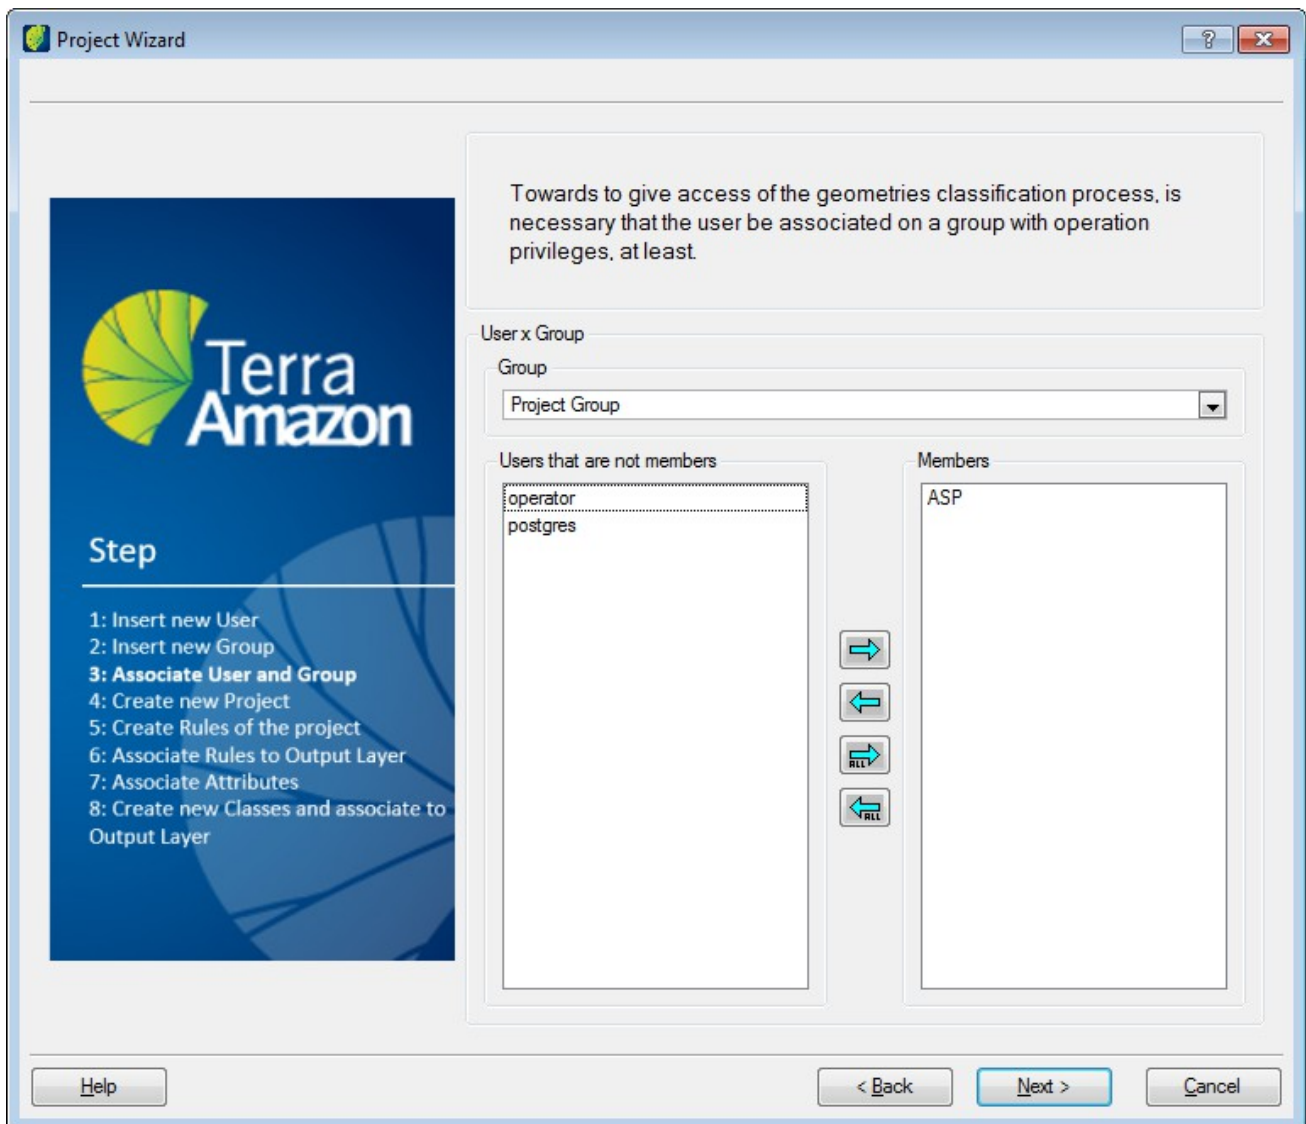 Project Wizard
?
Towards to give access of the geometries classification process, is
necessary that the user be associated on a group with operation
privileges, at least.
Terra
Amazon
Step
1: Insert new User
2: Insert new Group
3: Associate User and Group
4: Create new Project
5: Create Rules of the project
6: Associate Rules to Output Layer
7: Associate Attributes
8: Create new Classes and associate to
Output Layer
User x Group
Group
Project Group
Users that are not members
operator
postgres
ALL
ALL
Members
ASP
Help
< Back
Next >
Cancel